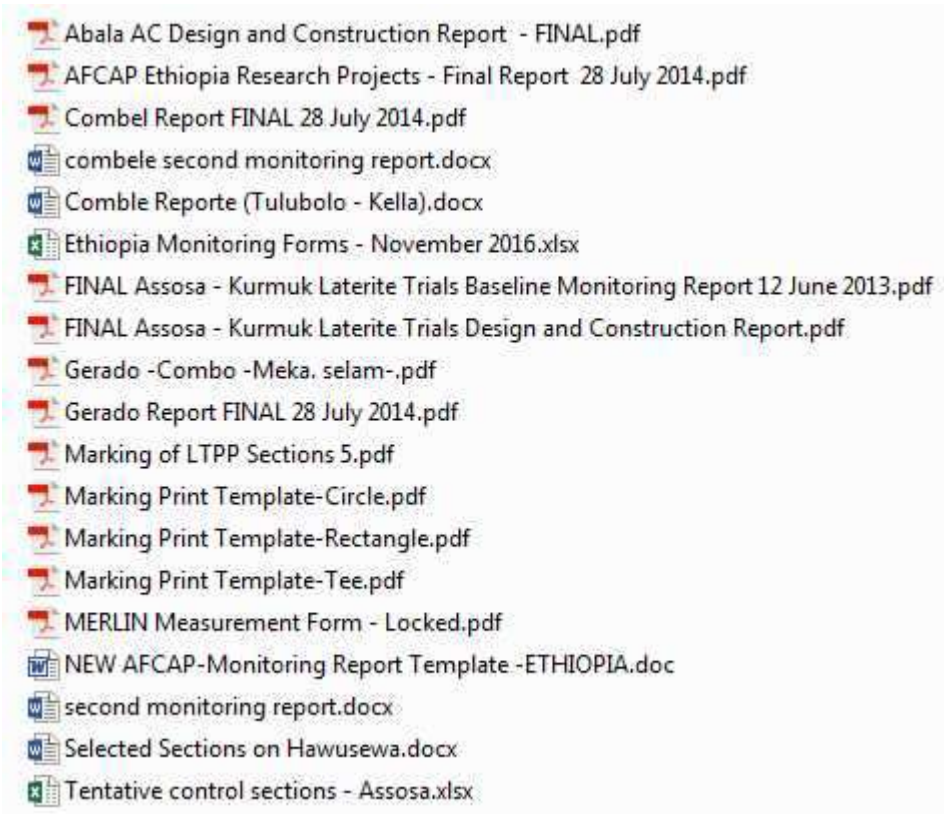 Abala AC Design and Construction Report - FINAL.pdf
AFCAP Ethiopia Research Projects - Final Report 28 July 2014.pdf
Combel Report FINAL 28 July 2014.pdf
combele second monitoring report.docx
Comble Reporte (Tulubolo - Kella).docx
Ethiopia Monitoring Forms - November 2016.xlsx
FINAL Assosa - Kurmuk Laterite Trials Baseline Monitoring Report 12 June 2013.pdf
FINAL Assosa - Kurmuk Laterite Trials Design and Construction Report.pdf
Gerado -Combo -Meka. selam-.pdf
Gerado Report FINAL 28 July 2014.pdf
Marking of LTPP Sections 5.pdf
Marking Print Template-Circle.pdf
Marking Print Template-Rectangle.pdf
Marking Print Template-Tee.pdf
MERLIN Measurement Form - Locked.pdf
NEW AFCAP-Monitoring Report Template -ETHIOPIA.doc
second monitoring report.docx
Selected Sections on Hawusewa.docx
Tentative control sections - Assosa.xlsx